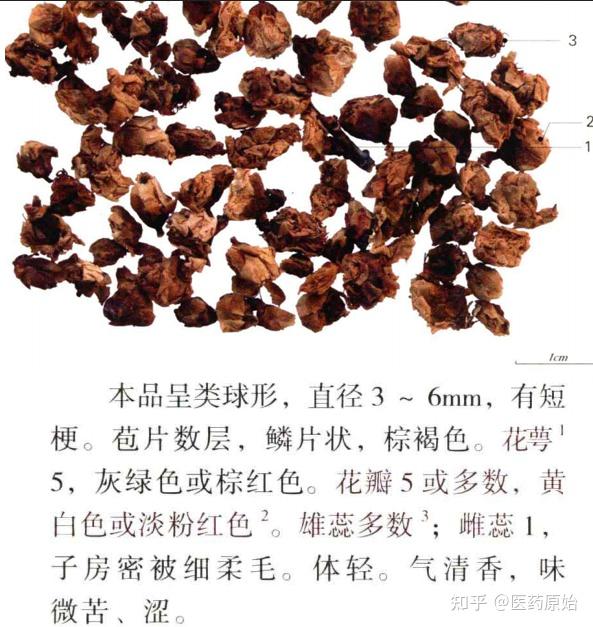 3
2
1
1cm
本品呈类球形，直径 3 ~ 6mm，有短
梗。苞片数层，鳞片状，棕褐色。花萼1
5，灰绿色或棕红色。花瓣 5 或多数，黄
白色或淡粉红色2。雄蕊多数3；雌蕊 1，
子房密被细柔毛。体轻。气清香，味
微苦、涩。
知乎 @医药原始